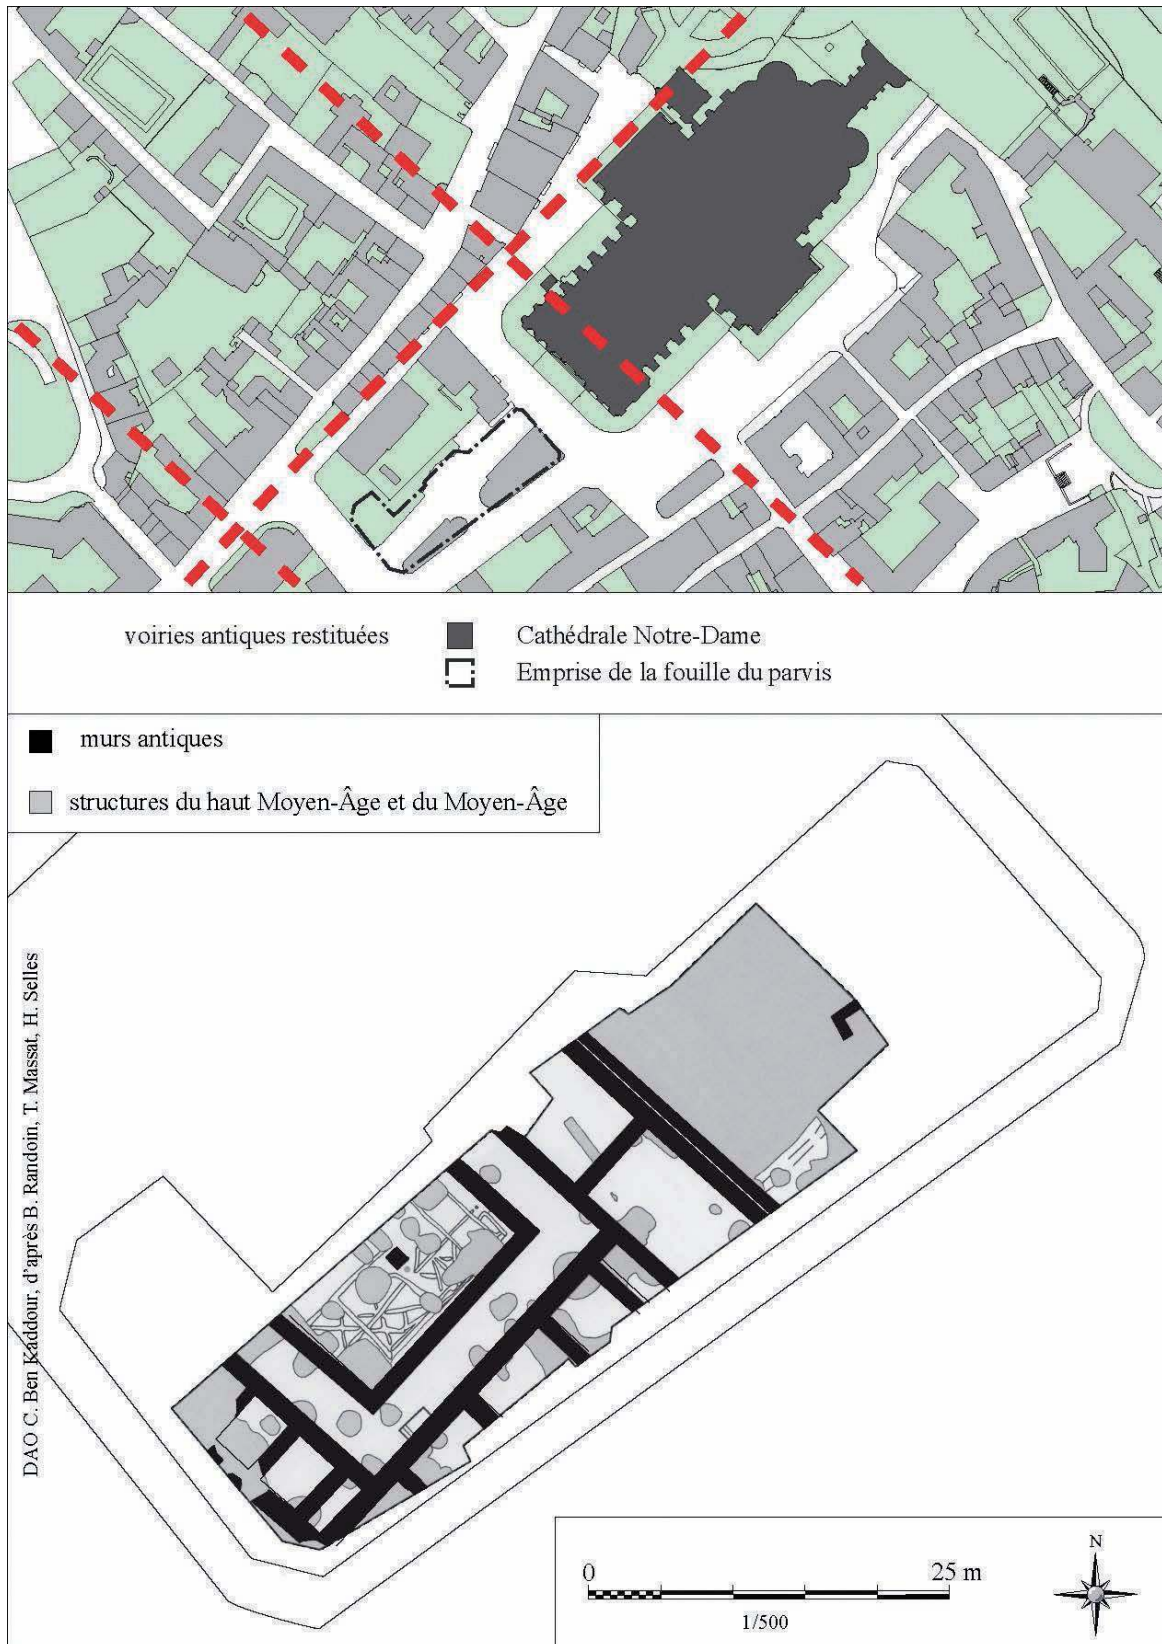 voiries antiques restituées
Cathédrale Notre-Dame
Emprise de la fouille du parvis
murs antiques
structures du haut Moyen-Âge et du Moyen-Âge
DAO C. Ben Kaddour, d'après B. Randoin, T. Massat, H. Selles
0 25 m
1/500
N